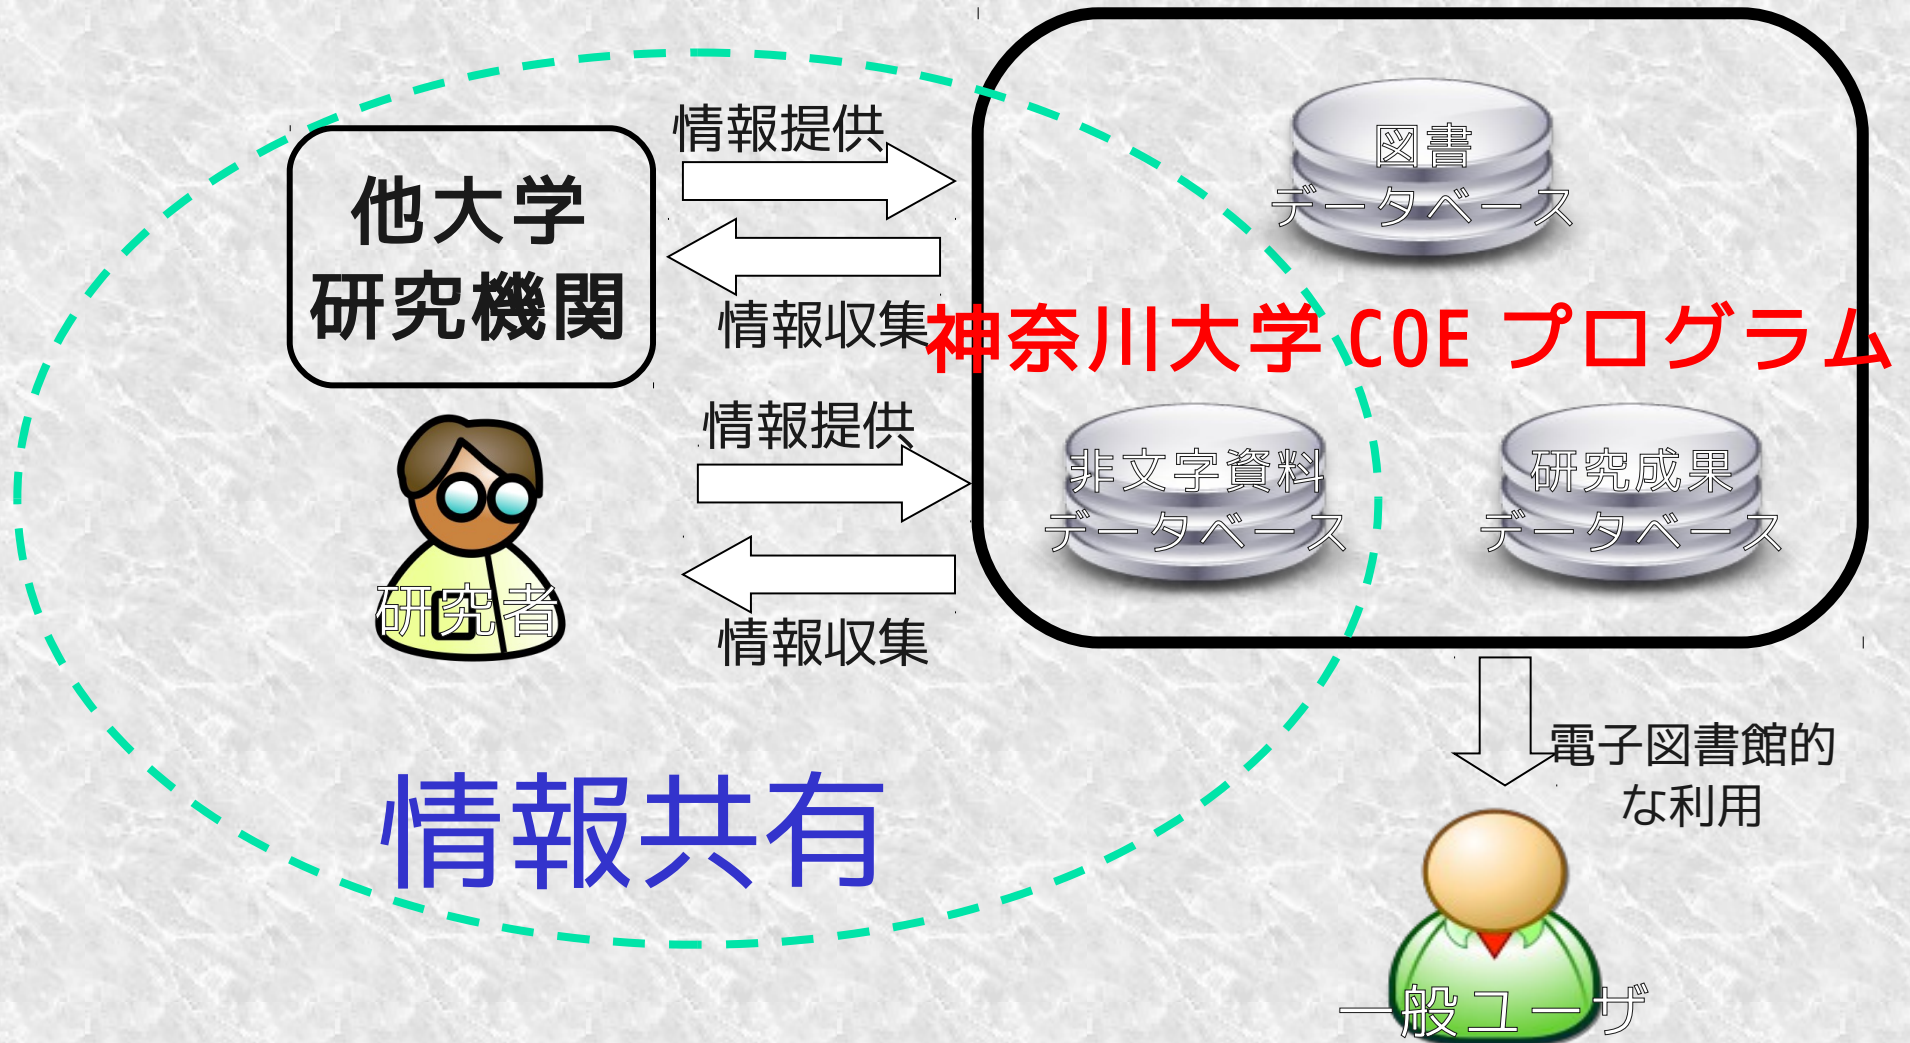 情報提供
他大学
研究機関
情報収集
図書
データベース
神奈川大学 COE プログラム
情報提供
非文字資料
データベース
研究成果
データベース
研究者
情報収集
電子図書館的
な利用
情報共有
一般ユーザ